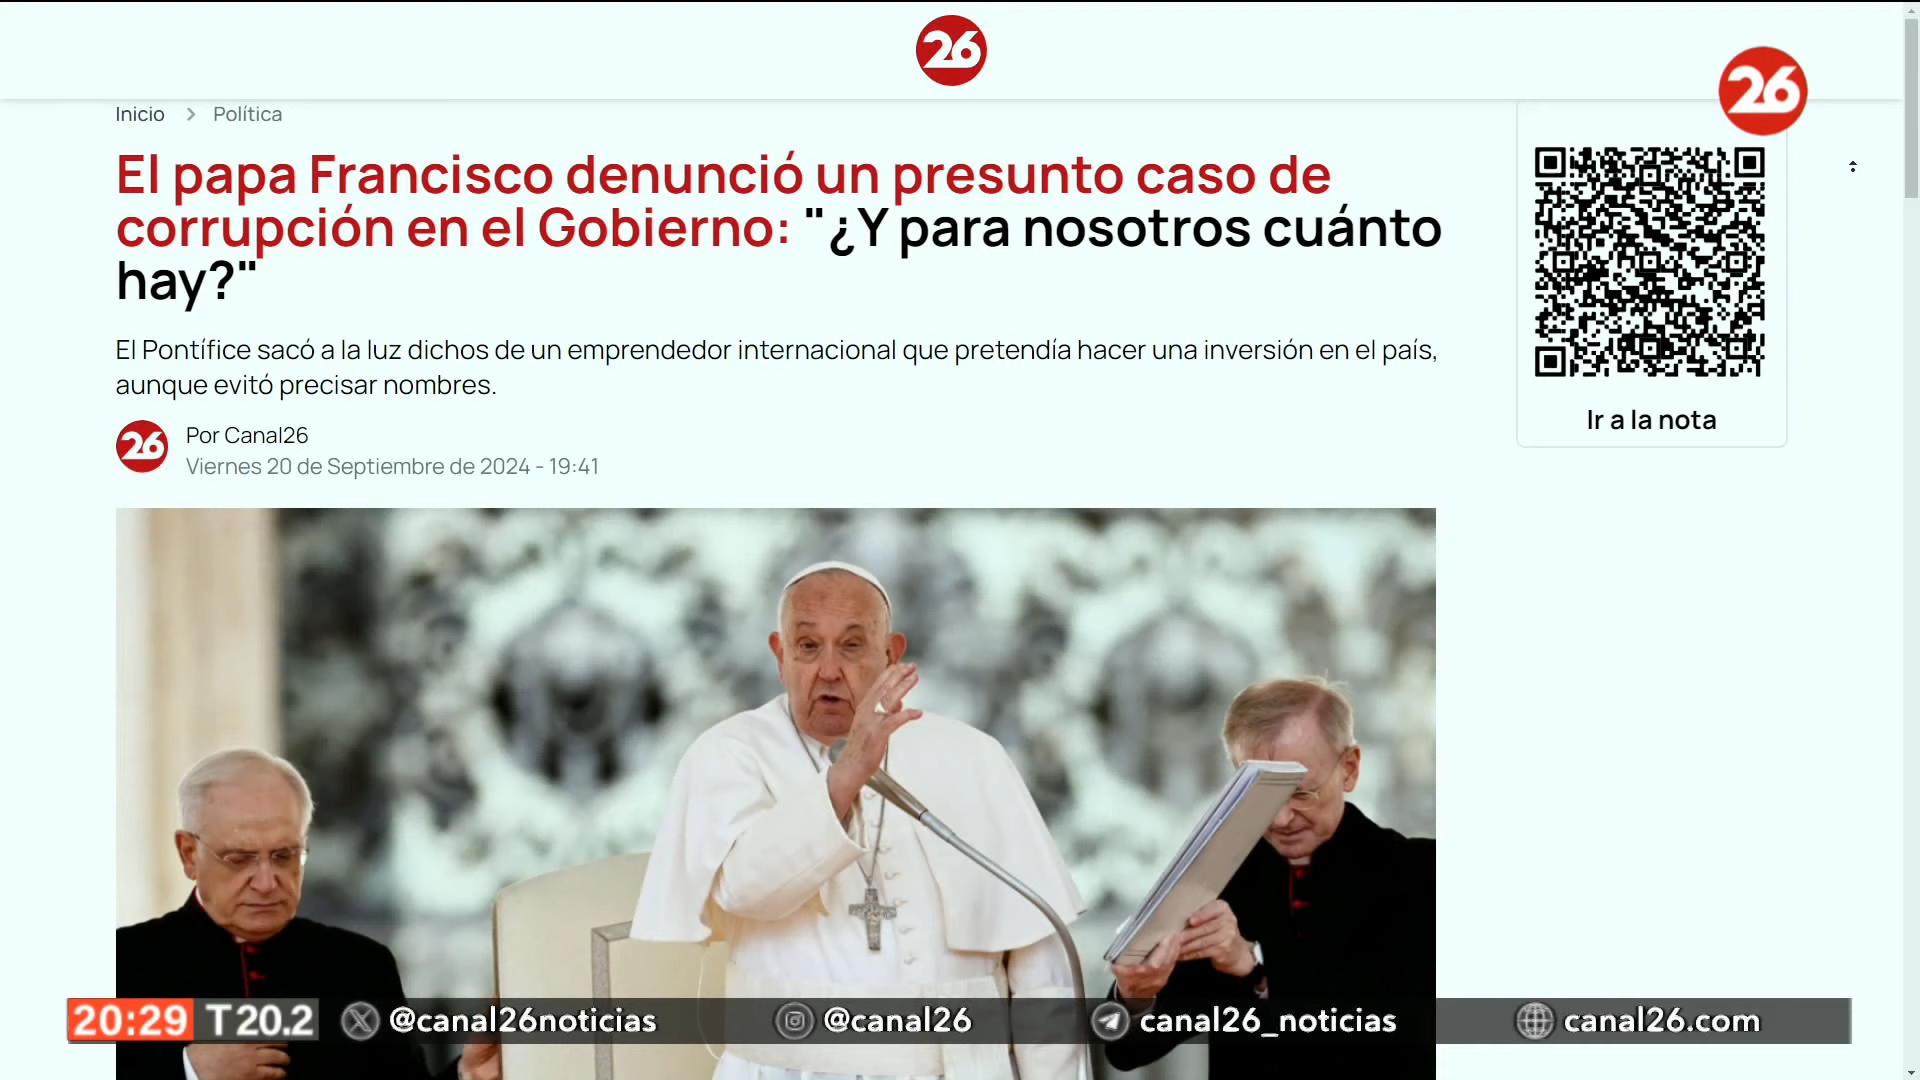 26
26
Inicio > Política
El papa Francisco denunció un presunto caso de
corrupción en el Gobierno: "¿Y para nosotros cuánto
hay?"
El Pontífice sacó a la luz dichos de un emprendedor internacional que pretendía hacer una inversión en el país,
aunque evitó precisar nombres.
26
Por Canal26
Viernes 20 de Septiembre de 2024 - 19:41
Ir a la nota
20:29 T 20.2 @canal26noticias @canal26 canal26_noticias canal26.com